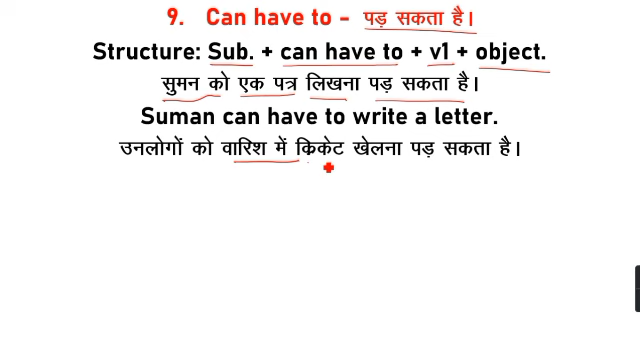 9. Can have to - पड़ सकता है।
Structure: Sub. + can have to + v1 + object.
सुमन को एक पत्र लिखना पड़ सकता है।
Suman can have to write a letter.
उनलोगों को वारिश में क्रिकेट खेलना पड़ सकता है।